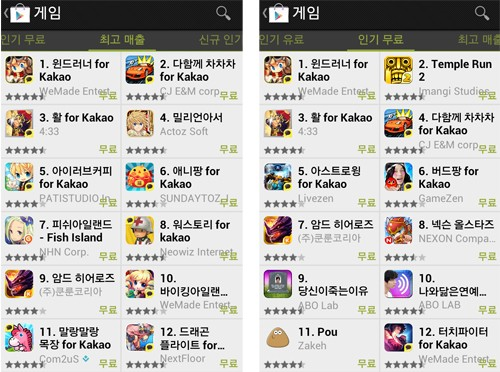 게임
인기 무료
최고 매출
신규 인기
1. 윈드러너 for
Kakao
WeMade Entert
무료
2. 다함께 차차차
for Kakao
CJ E&M corp.
무료
3. 활 for Kakao
4:33
무료
4. 밀리언아서
Actoz Soft
무료
5. 아이러브커피
for Kakao
PATISTUDIO
무료
6. 애니팡 for
Kakao
SUNDAYTOZ
무료
7. 피쉬아일랜드
- Fish Island
NHN Corp.
무료
8. 워스토리 for
kakao
Neowiz Internet
무료
9. 암드 히어로즈
(주)쿤룬코리아
무료
10.
바이킹아일랜...
WeMade Entert
무료
11. 말랑말랑
목장 for Kakao
Com2uS
무료
12. 드래곤
플라이트 for...
NextFloor
무료
게임
인기 유료
인기 무료
최고 매출
1. 윈드러너 for
Kakao
WeMade Entert
무료
2. Temple Run
2
Imangi Studios
무료
3. 활 for Kakao
4:33
무료
4. 다함께 차차차
for Kakao
CJ E&M corp.
무료
5. 아스트로윙
for Kakao
Livezen
무료
6. 버드팡 for
Kakao
GameZen
무료
7. 암드 히어로즈
(주)쿤룬코리아
무료
8. 넥슨 올스타즈
NEXON Compa
무료
9.
당신이죽는이유
ABO Lab
무료
10.
나와닮은연예...
ABO LAB
무료
11. Pou
Zakeh
무료
12. 터치파이터
for Kakao
WeMade Entert
무료